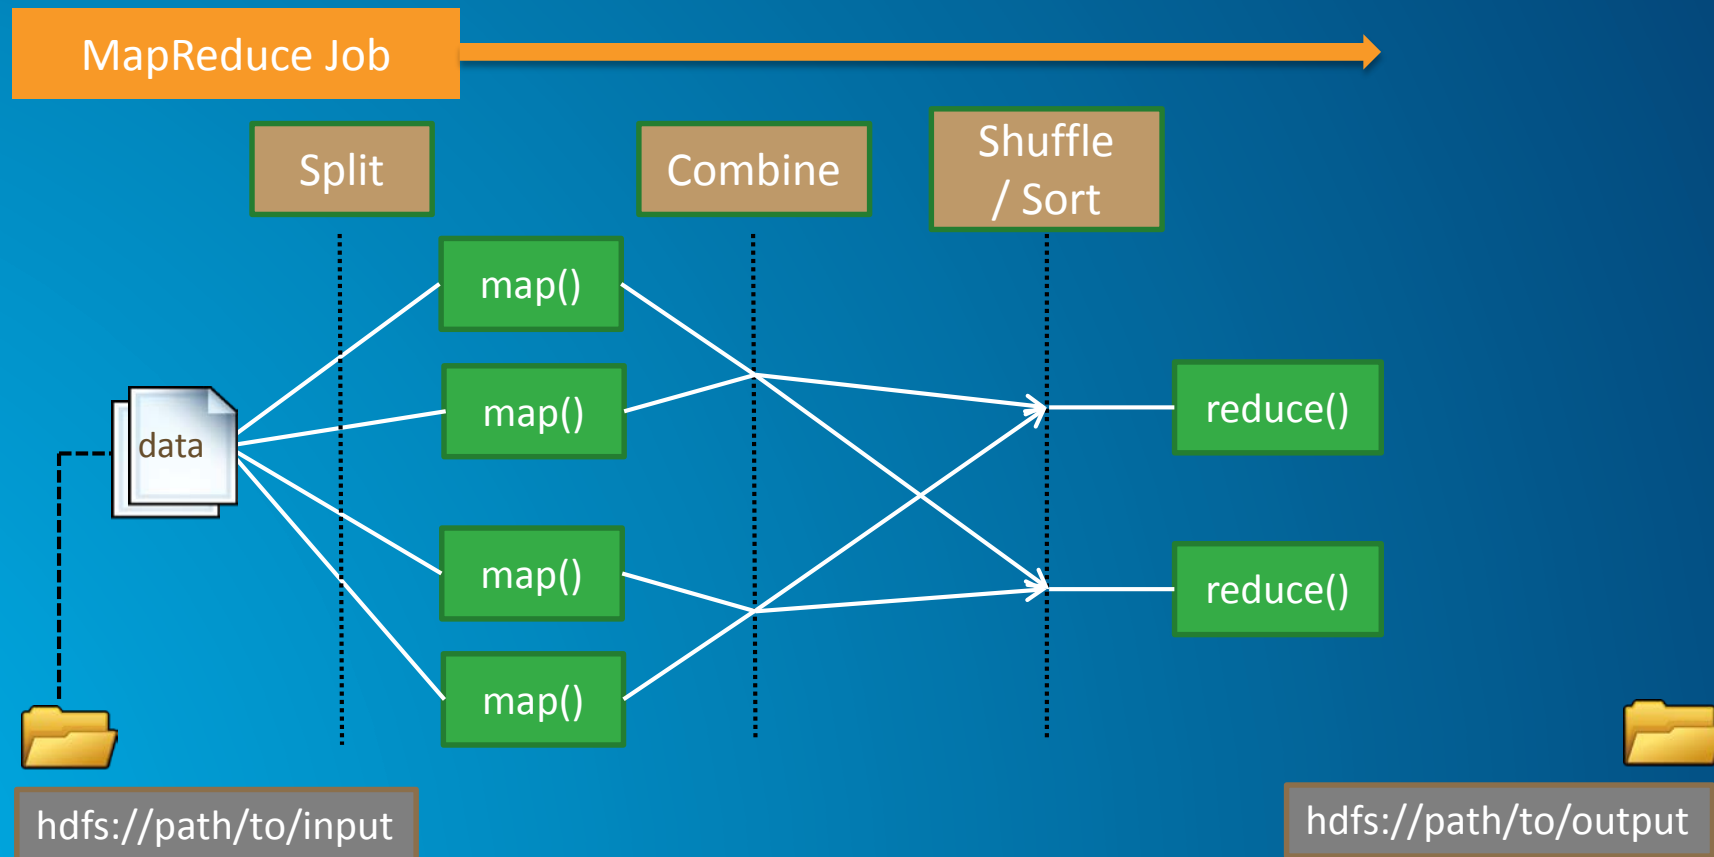 MapReduce Job
Split
Combine
Shuffle
/ Sort
map()
map()
data
reduce()
map()
reduce()
map()
hdfs://path/to/input
hdfs://path/to/output